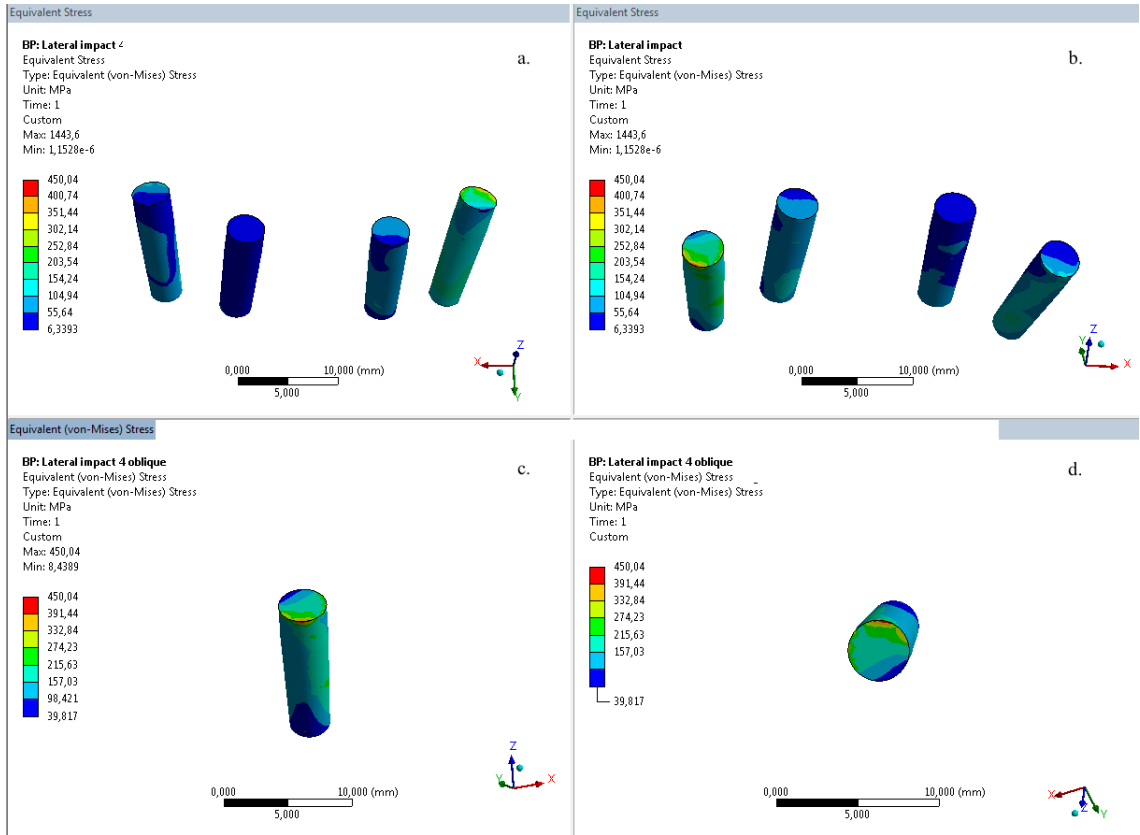 Equivalent Stress
BP: Lateral impact 4
Equivalent Stress
Type: Equivalent (von-Mises) Stress
Unit: MPa
Time: 1
Custom
Max: 1443,6
Min: 1,1528e-6
a.
450,04
400,74
351,44
302,14
252,84
203,54
154,24
104,94
55,64
6,3393
0,000
10,000 (mm)
5,000
X
Z
Y
Equivalent Stress
BP: Lateral impact
Equivalent Stress
Type: Equivalent (von-Mises) Stress
Unit: MPa
Time: 1
Custom
Max: 1443,6
Min: 1,1528e-6
b.
450,04
400,74
351,44
302,14
252,84
203,54
154,24
104,94
55,64
6,3393
0,000
10,000 (mm)
5,000
Z
Y
X
Equivalent (von-Mises) Stress
BP: Lateral impact 4 oblique
Equivalent (von-Mises) Stress
Type: Equivalent (von-Mises) Stress
Unit: MPa
Time: 1
Custom
Max: 450,04
Min: 8,4389
c.
450,04
391,44
332,84
274,23
215,63
157,03
98,421
39,817
0,000
10,000 (mm)
5,000
Z
Y
X
BP: Lateral impact 4 oblique
Equivalent (von-Mises) Stress
Type: Equivalent (von-Mises) Stress
Unit: MPa
Time: 1
Custom
d.
450,04
391,44
332,84
274,23
215,63
157,03
39,817
0,000
10,000 (mm)
5,000
X
Z
Y